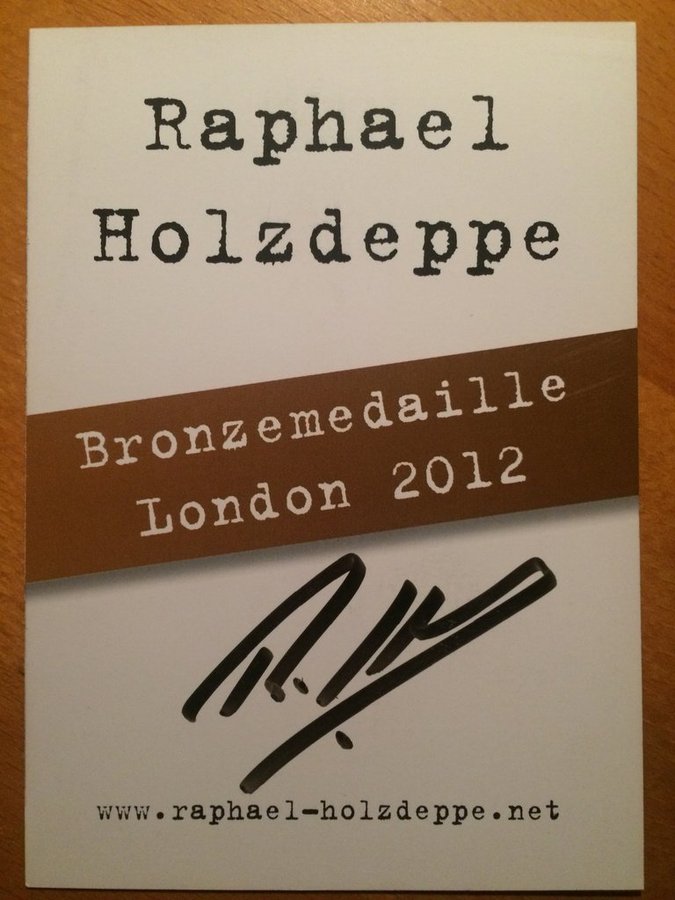 Raphael
Holzdeppe
Bronzemedaille
London 2012
www.raphael-holzdeppe.net